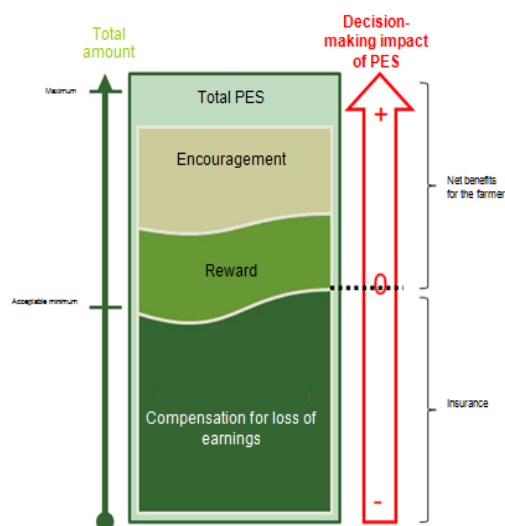 Total
amount
Decision-
making impact
of PES
Maximum
Total PES
+
Encouragement
Net benefits
for the farmer
Reward
0
Acceptable minimum
Insurance
Compensation for loss of
earnings
-